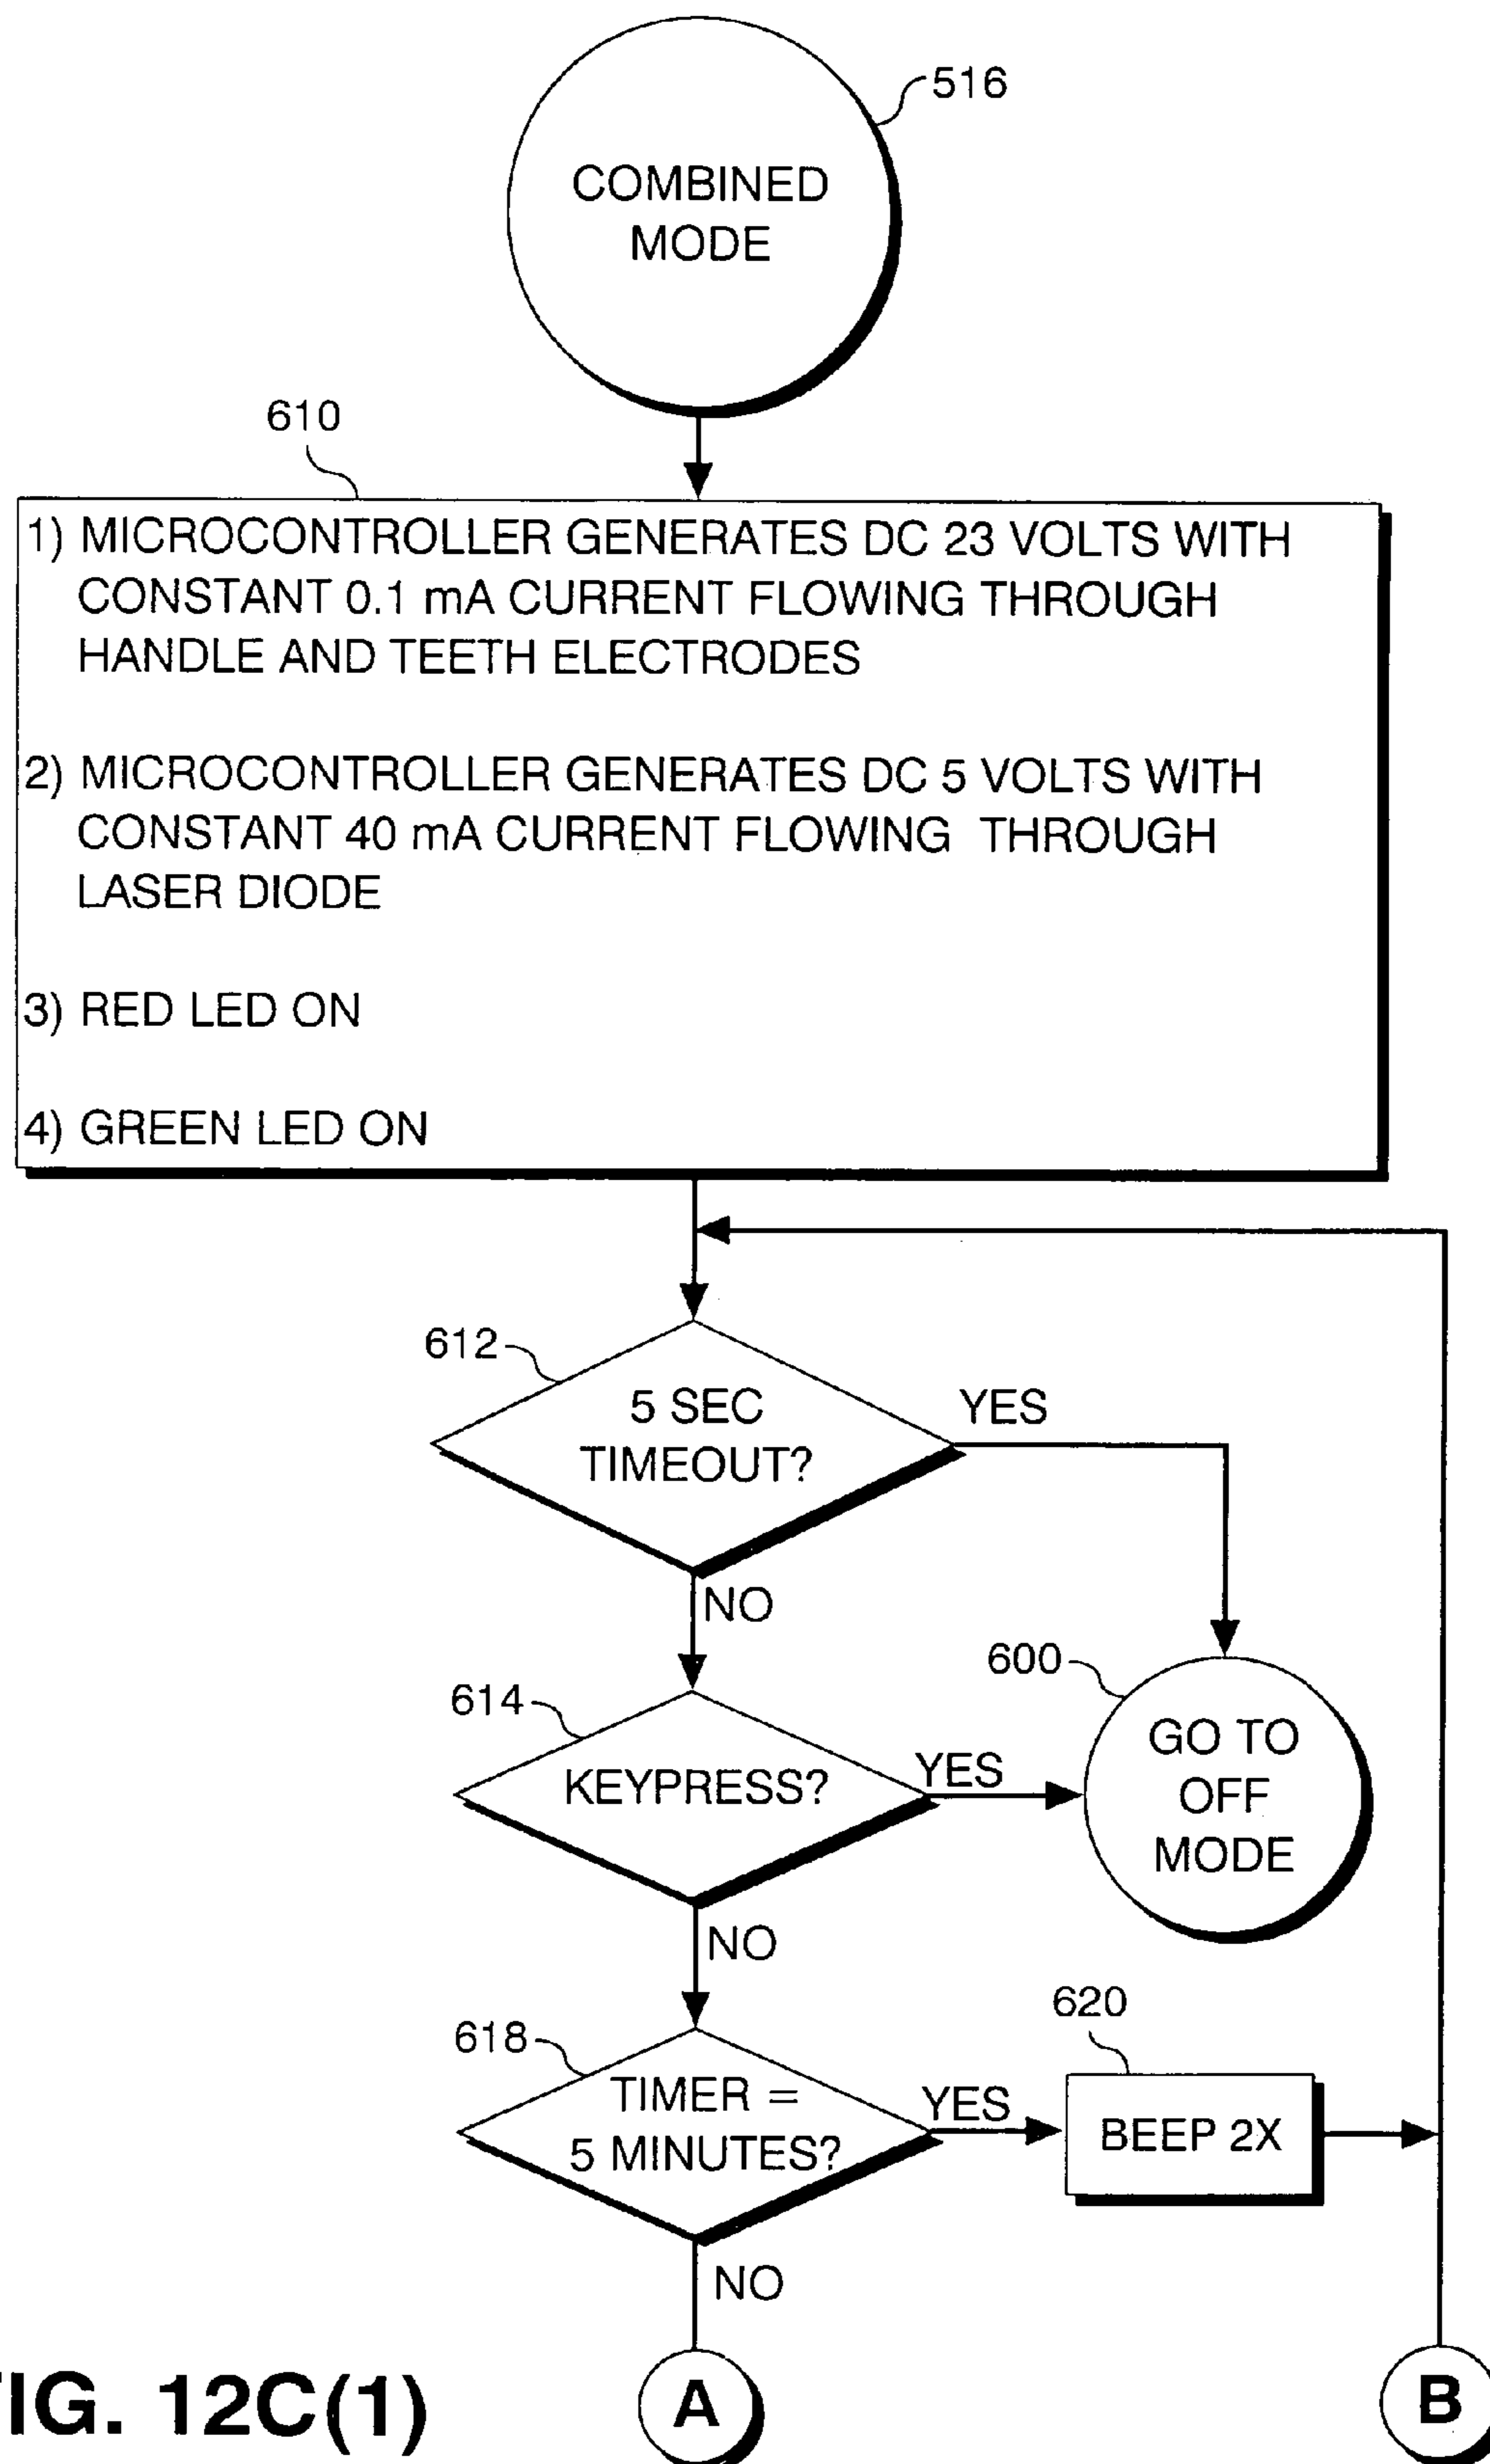 516
COMBINED
MODE
610
1) MICROCONTROLLER GENERATES DC 23 VOLTS WITH
CONSTANT 0.1 mA CURRENT FLOWING THROUGH
HANDLE AND TEETH ELECTRODES
2) MICROCONTROLLER GENERATES DC 5 VOLTS WITH
CONSTANT 40 mA CURRENT FLOWING THROUGH
LASER DIODE
3) RED LED ON
4) GREEN LED ON
612
5 SEC
TIMEOUT?
YES
NO
600
GO TO
OFF
MODE
614
KEYPRESS?
YES
NO
618
TIMER =
5 MINUTES?
YES
620
BEEP 2X
NO
A
B
FIG. 12C(1)